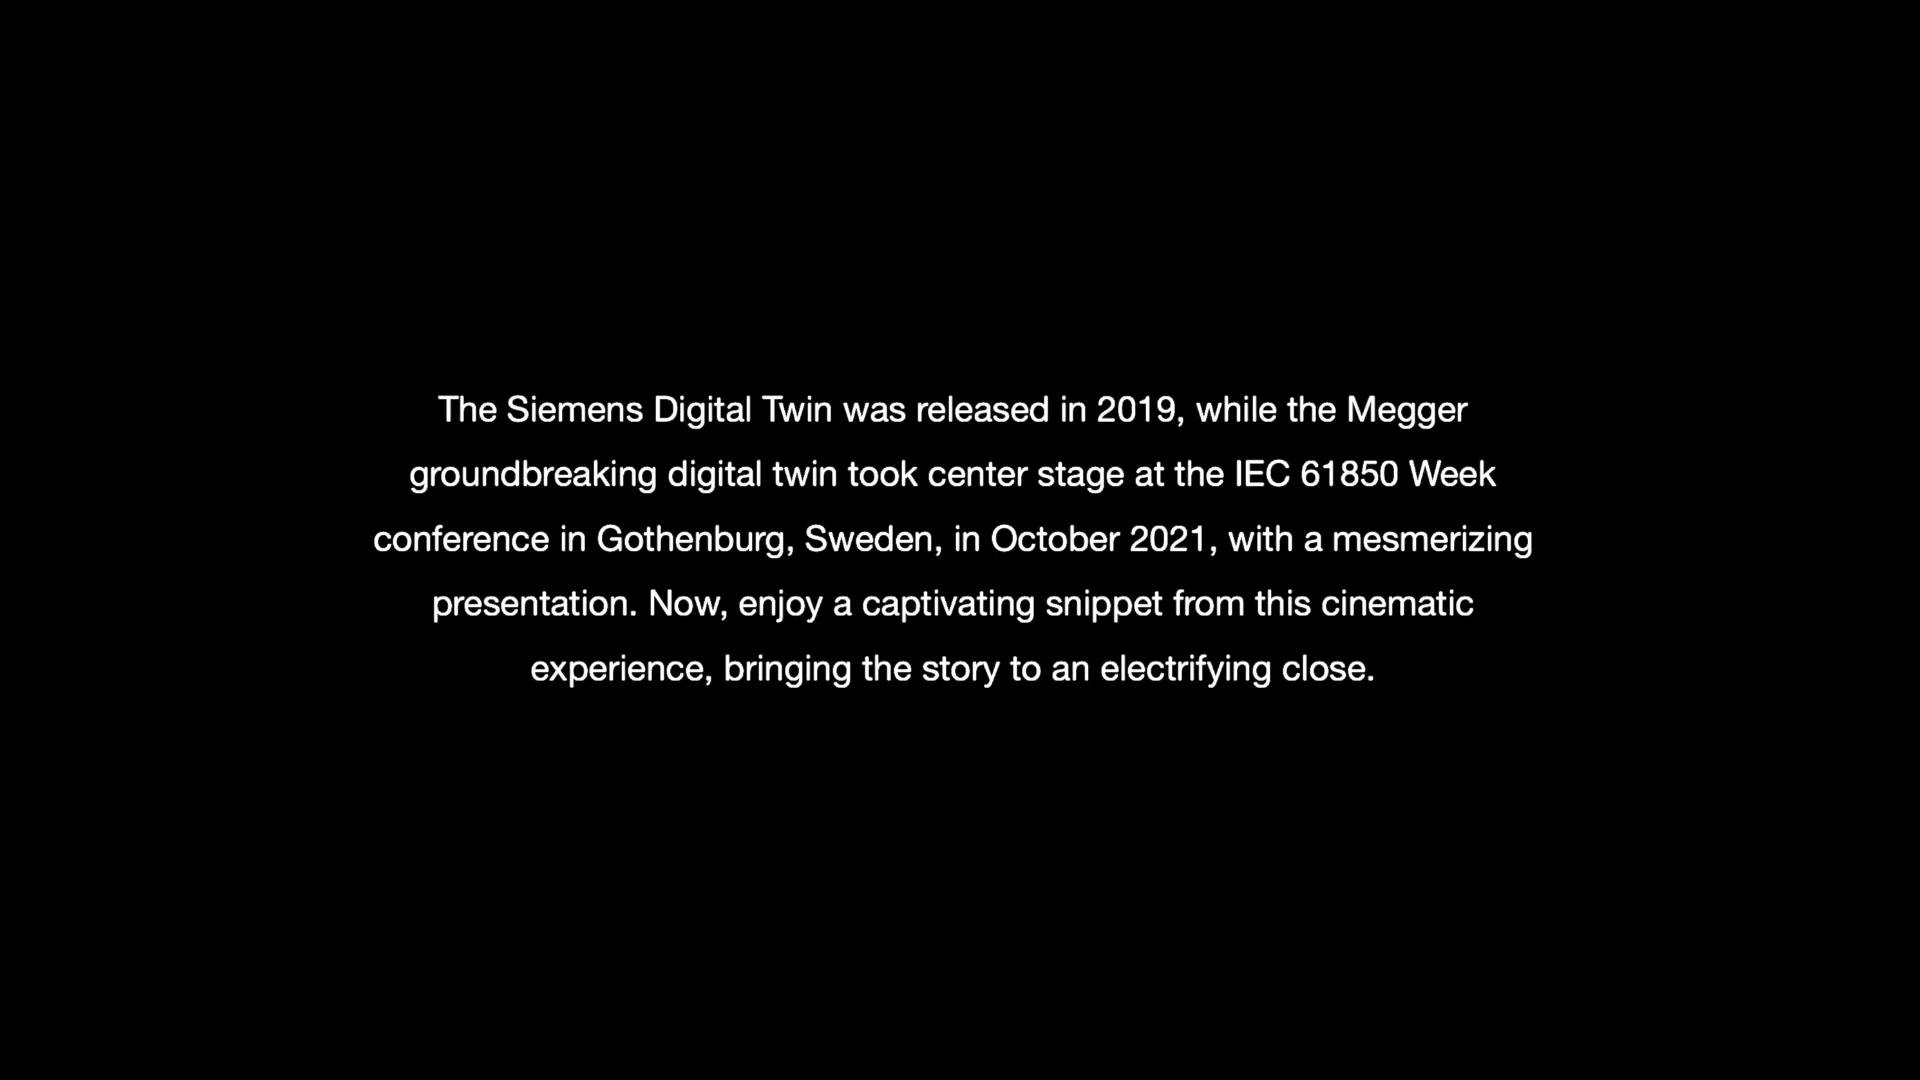 The Siemens Digital Twin was released in 2019, while the Megger
groundbreaking digital twin took center stage at the IEC 61850 Week
conference in Gothenburg, Sweden, in October 2021, with a mesmerizing
presentation. Now, enjoy a captivating snippet from this cinematic
experience, bringing the story to an electrifying close.